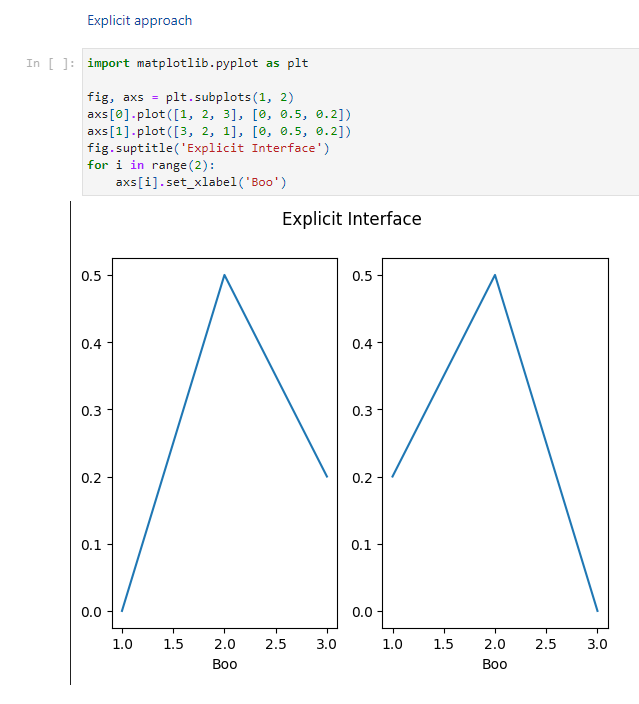 Explicit approach
In [ ]:
import matplotlib.pyplot as plt
fig, axs = plt.subplots(1, 2)
axs[0].plot([1, 2, 3], [0, 0.5, 0.2])
axs[1].plot([3, 2, 1], [0, 0.5, 0.2])
fig.suptitle('Explicit Interface')
for i in range(2):
    axs[i].set_xlabel('Boo')
Explicit Interface
0.5
0.4
0.3
0.2
0.1
0.0
1.0 1.5 2.0 2.5 3.0
Boo
0.5
0.4
0.3
0.2
0.1
0.0
1.0 1.5 2.0 2.5 3.0
Boo